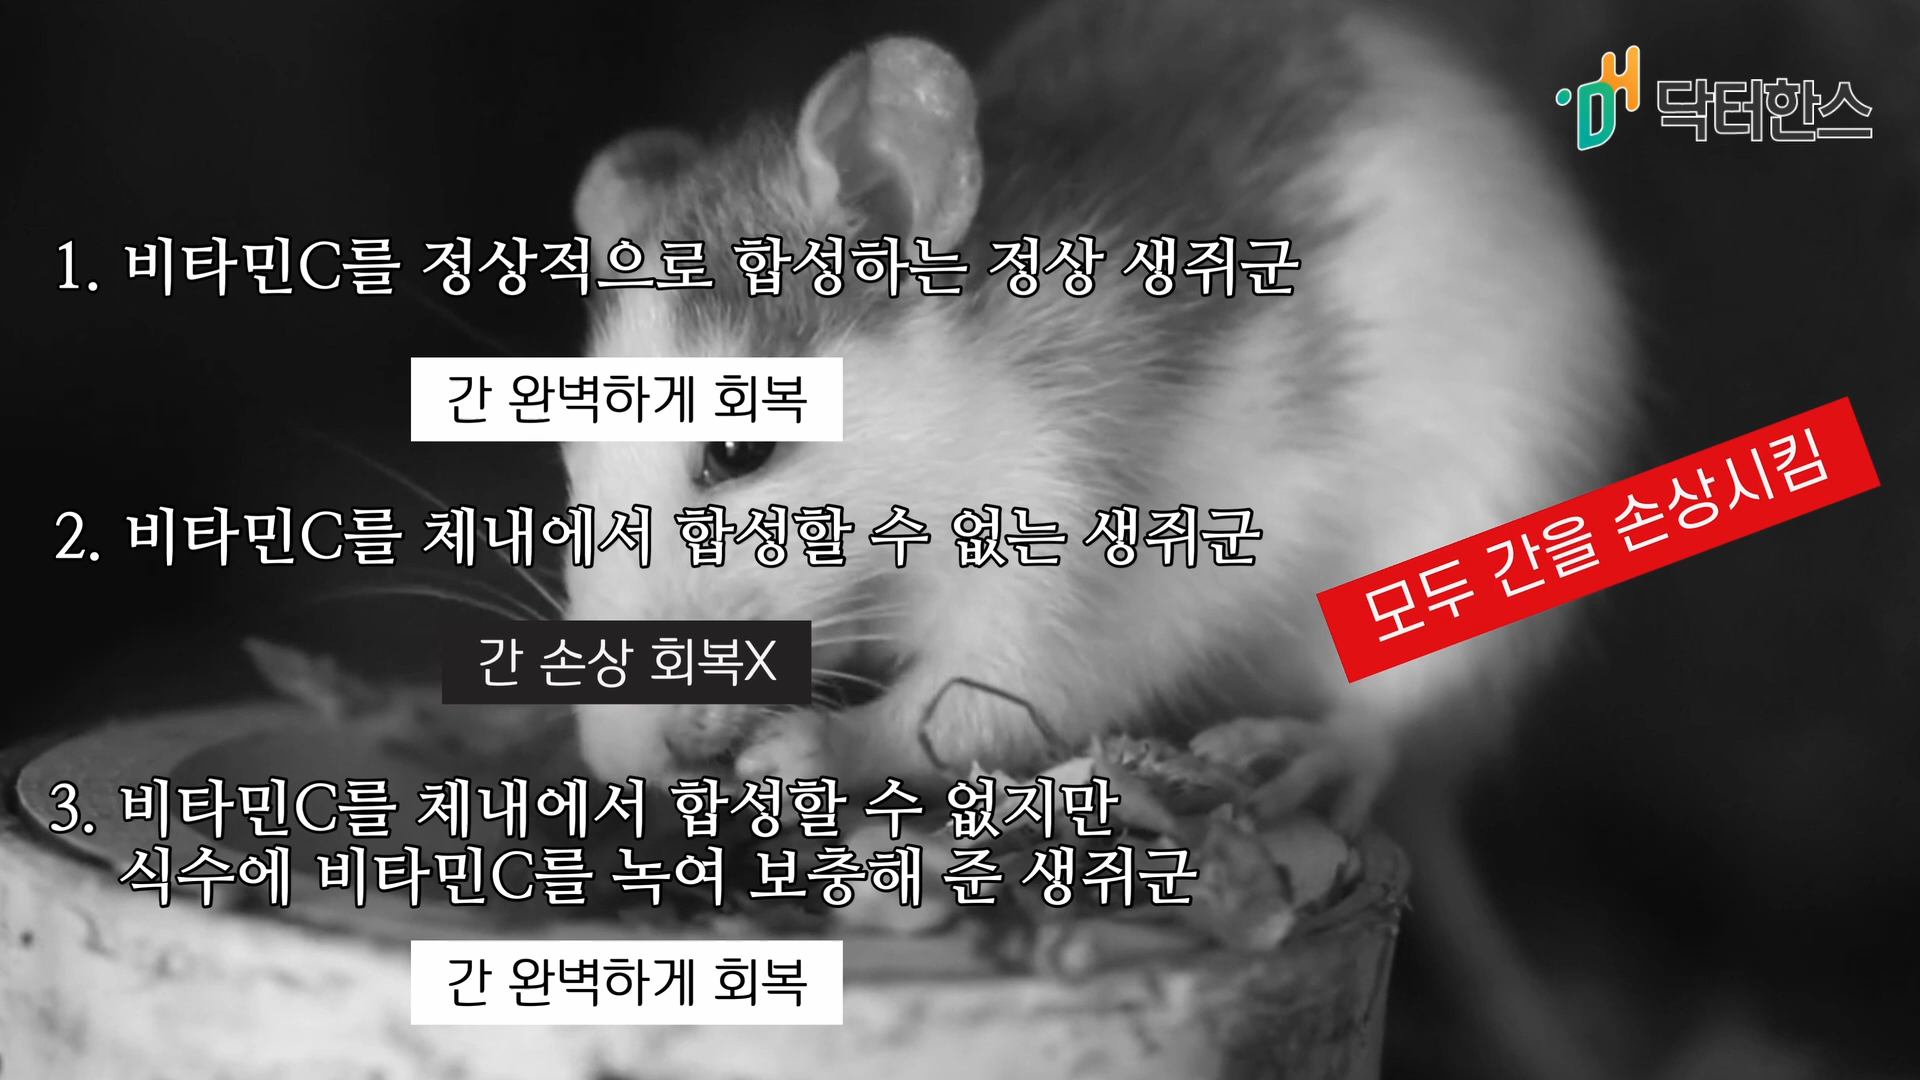 DH 닥터한스
1. 비타민C를 정상적으로 합성하는 정상 생쥐군
간 완벽하게 회복
2. 비타민C를 체내에서 합성할 수 없는 생쥐군
모두 간을 손상시킴
간 손상 회복X
3. 비타민C를 체내에서 합성할 수 없지만
식수에 비타민C를 녹여 보충해 준 생쥐군
간 완벽하게 회복